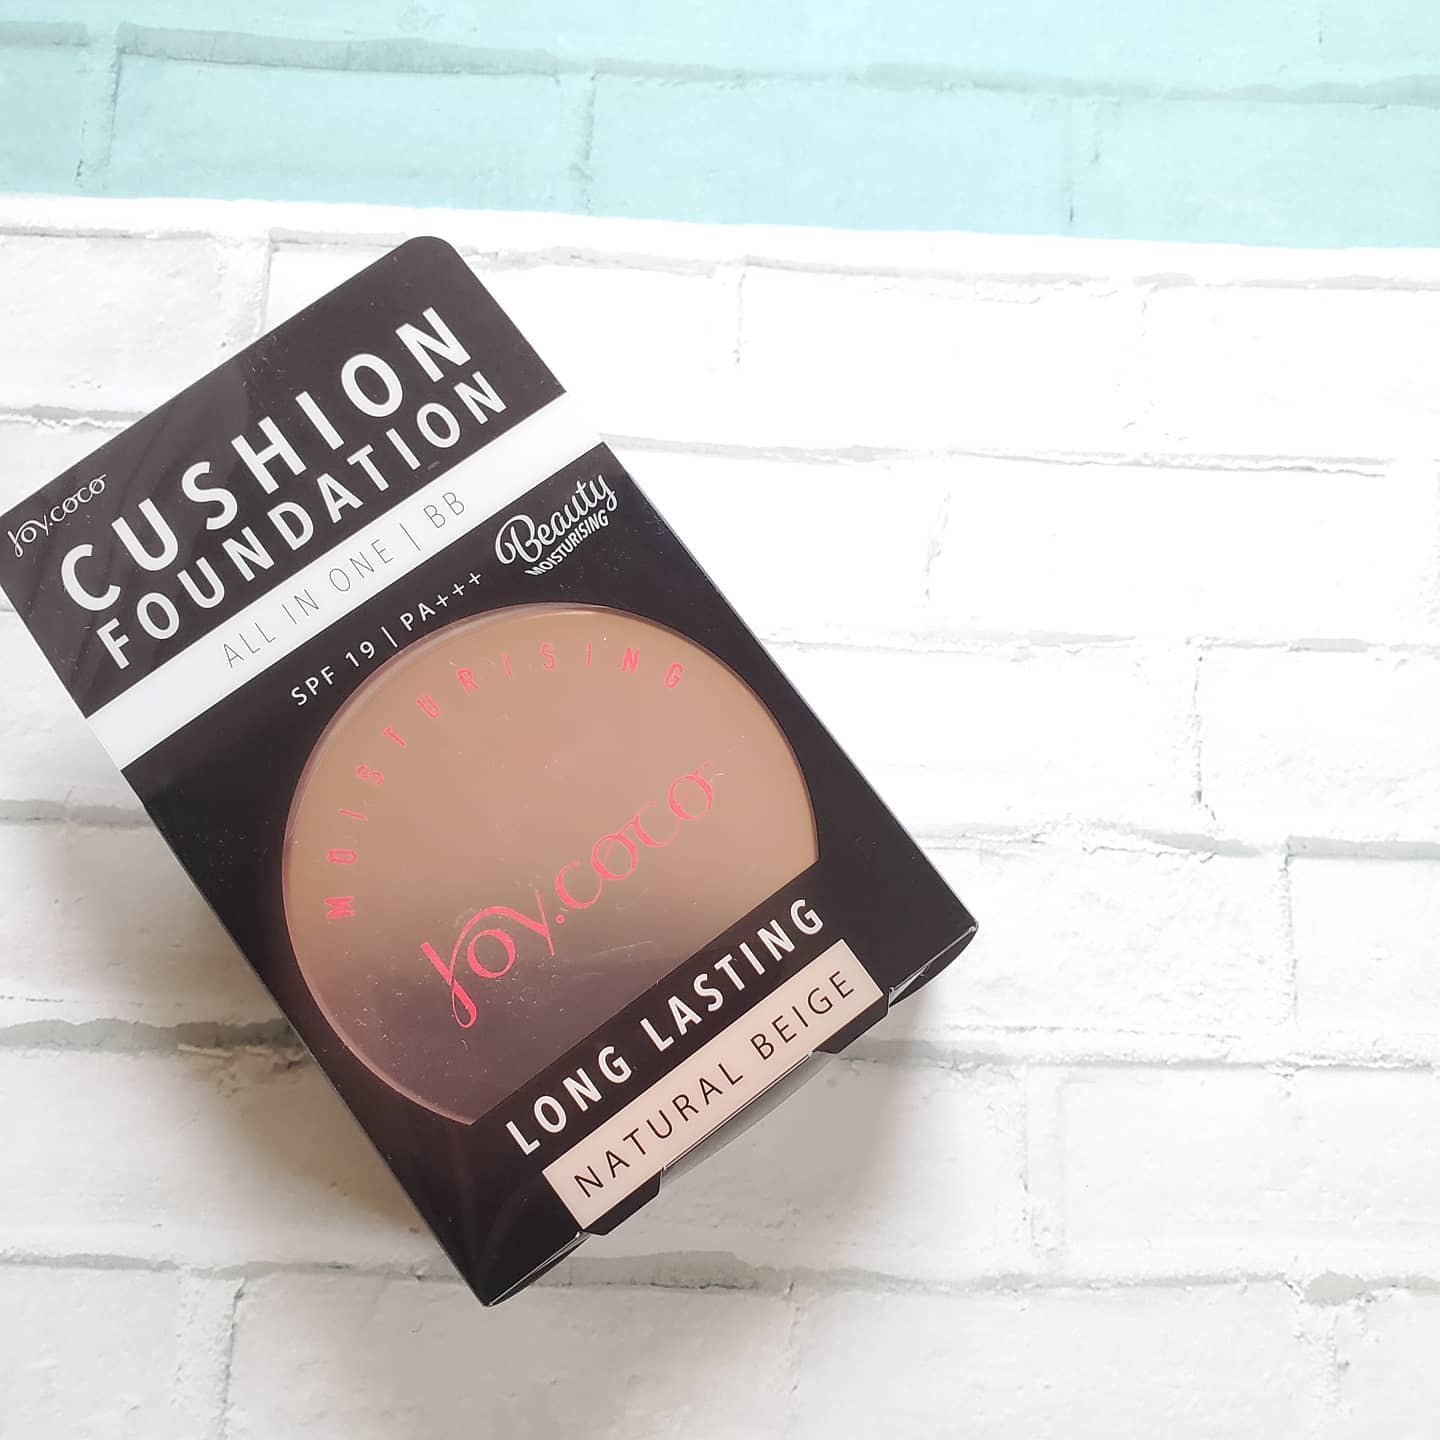 Joy.coco
CUSHION
FOUNDATION
ALL IN ONE | BB
SPF 19 | PA+++
Beauty
MOISTURISING
MOISTURISING
Joy.coco
LONG LASTING
NATURAL BEIGE